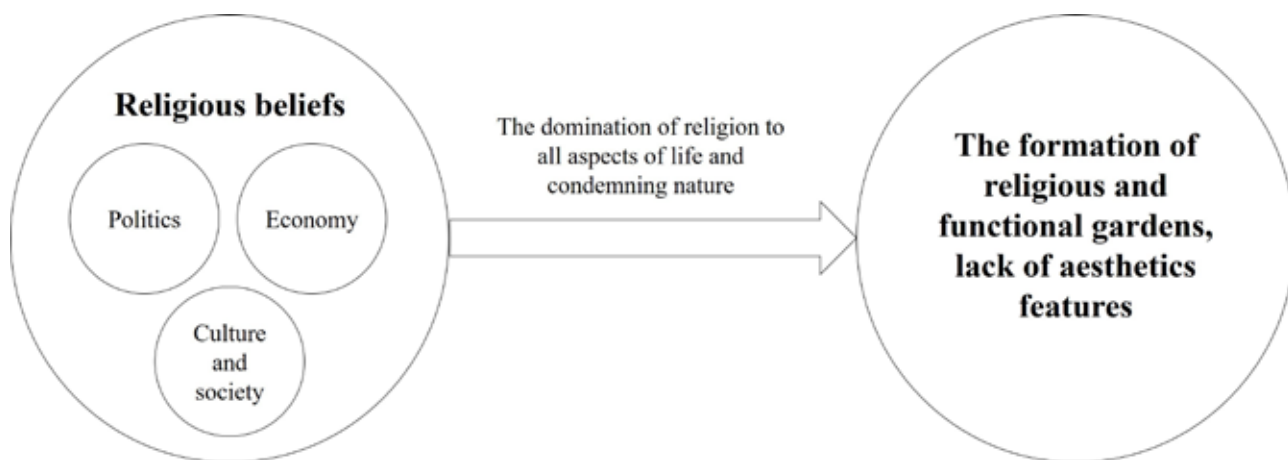 Religious beliefs
Politics
Economy
Culture
and
society
The domination of religion to
all aspects of life and
condemning nature
The formation of
religious and
functional gardens,
lack of aesthetics
features